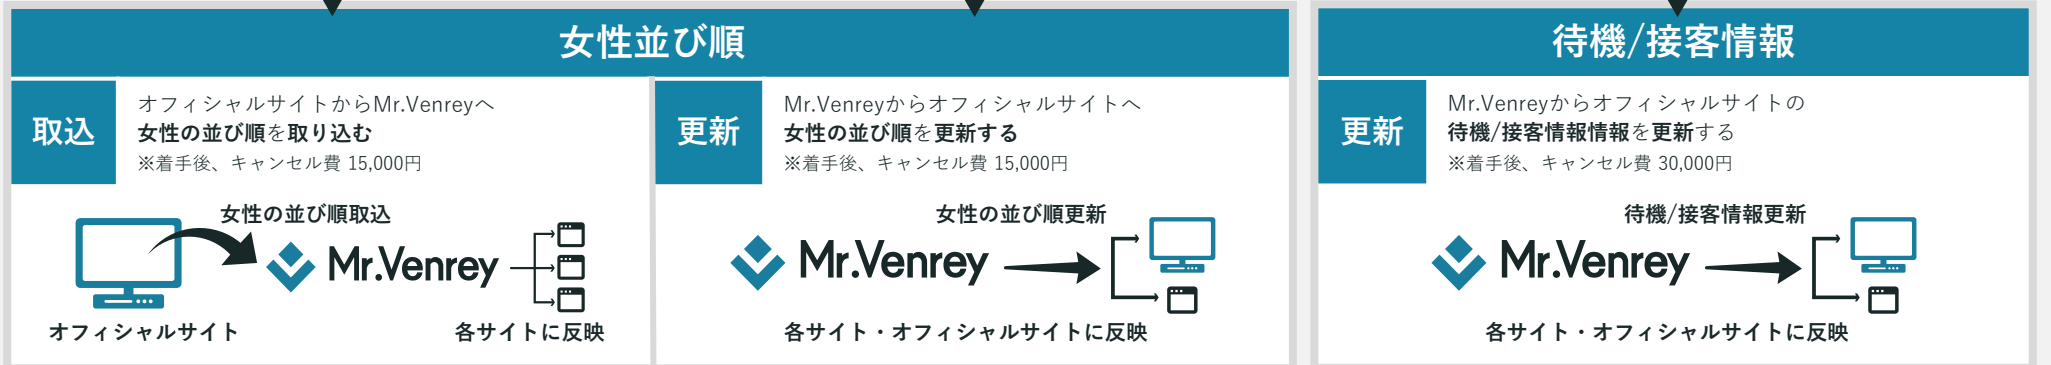 女性並び順
取込
オフィシャルサイトからMr.Venreyへ
女性の並び順を取り込む
※着手後、キャンセル費 15,000円
女性の並び順取込
Mr.Venrey
オフィシャルサイト
各サイトに反映
更新
Mr.Venreyからオフィシャルサイトへ
女性の並び順を更新する
※着手後、キャンセル費 15,000円
女性の並び順更新
Mr.Venrey
各サイト・オフィシャルサイトに反映
待機/接客情報
更新
Mr.Venreyからオフィシャルサイトの
待機/接客情報情報を更新する
※着手後、キャンセル費 30,000円
待機/接客情報更新
Mr.Venrey
各サイト・オフィシャルサイトに反映